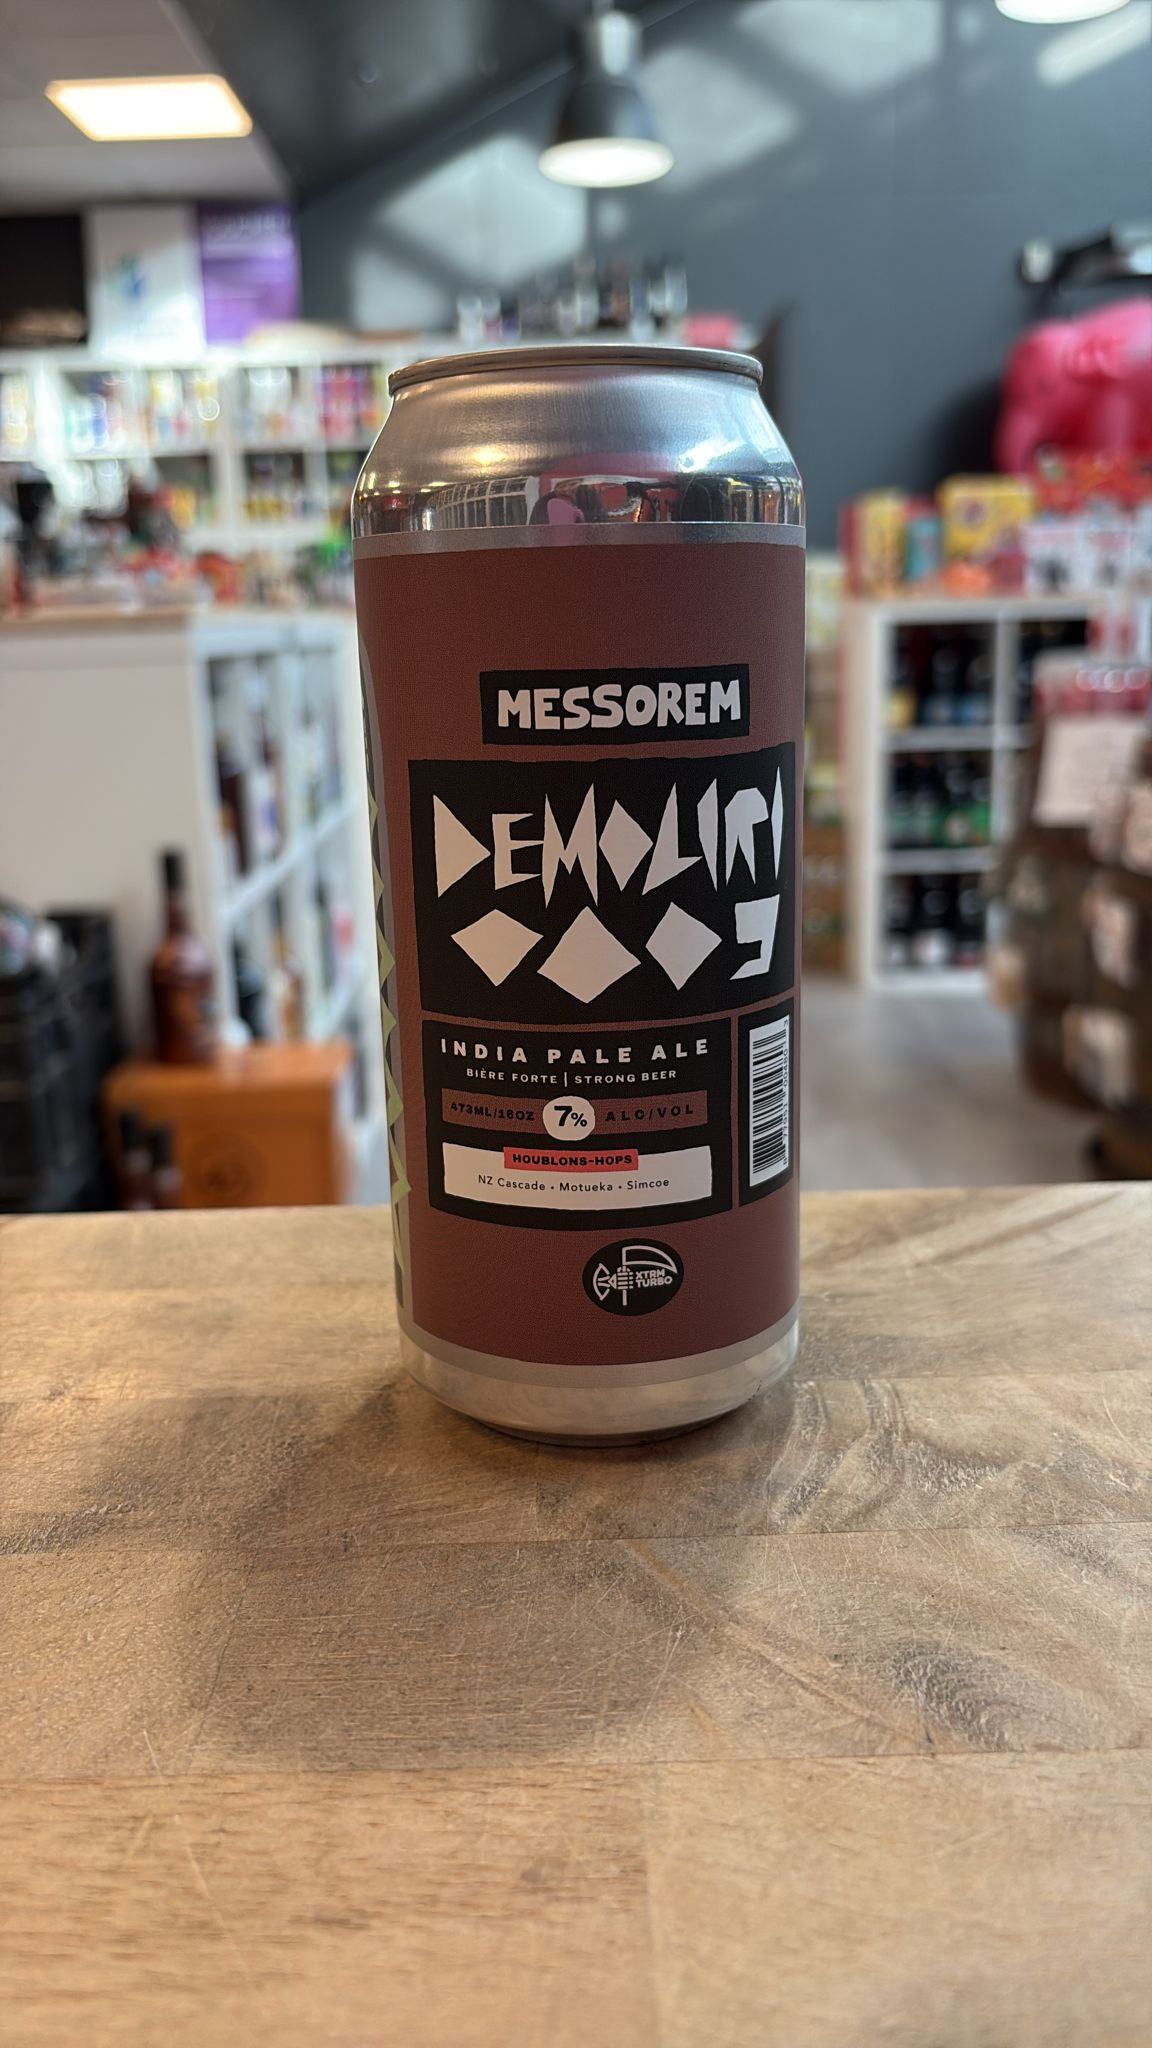 MESSOREM
DEMOLIRI
0003
INDIA PALE ALE
BIÈRE FORTE | STRONG BEER
473ML/16OZ 7% ALC/VOL
HOUBLONS-HOPS
NZ Cascade • Motueka • Simcoe
XTRM
TURBO